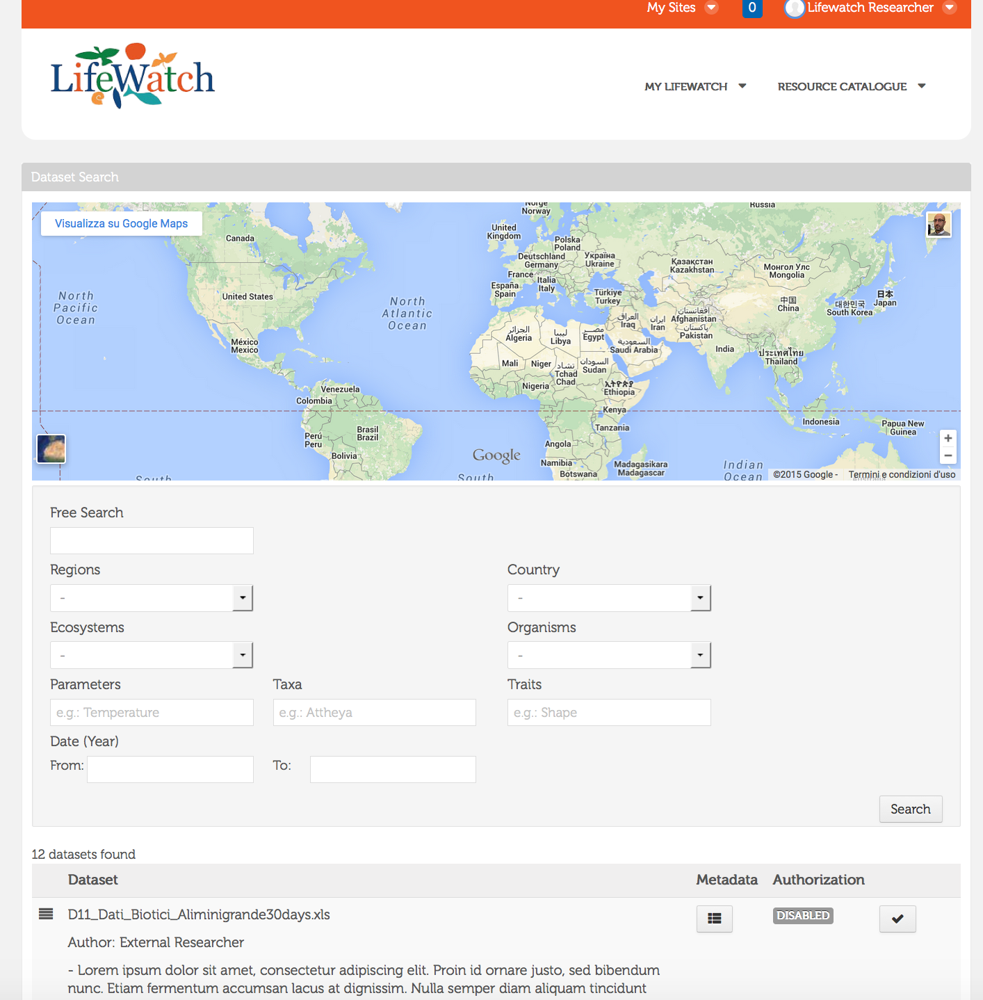 My Sites 0 Lifewatch Researcher
LifeWatch
MY LIFEWATCH RESOURCE CATALOGUE
Dataset Search
Visualizza su Google Maps
Norge
Norway
Russia
Canada
United
Kingdom
Polska
Poland
Deutschland
Germany
Україна
Ukraine
Қазақстан
Kazakhstan
Монгол Улс
Mongolia
France
Italia
Italy
España
Spain
United States
North
Pacific
Ocean
North
Atlantic
Ocean
Türkiye
Turkey
中国
China
대한민국
South Korea
日本
Japan
العراق
Iraq
ایران
Iran
افغانستان
Afghanistan
پاکستان
Pakistan
الجزائر
Algeria
ليبيا
Libya
مصر
Egypt
السعودية
Saudi Arabia
México
Mexico
India
ประเทศไทย
Thailand
Mali
Niger
تشاد
Tchad
Chad
السودان
Sudan
Nigeria
ኢትዮጵያ
Ethiopia
Venezuela
Colombia
Kenya
Tanzania
Indonesia
Papua New
Guinea
Brasil
Brazil
Perú
Peru
Bolivia
Angola
Namibia
Botswana
Madagasikara
Madagascar
Indian
Ocean
South
South
Google
Australia
©2015 Google - Termini e condizioni d'uso
Free Search
Regions Country
- -
Ecosystems Organisms
- -
Parameters Taxa Traits
e.g.: Temperature e.g.: Attheya e.g.: Shape
Date (Year)
From: To:
Search
12 datasets found
Dataset Metadata Authorization
D11_Dati_Biotici_Aliminigrande30days.xls DISABLED
Author: External Researcher
- Lorem ipsum dolor sit amet, consectetur adipiscing elit. Proin id ornare justo, sed bibendum
nunc. Etiam fermentum accumsan lacus at dignissim. Nulla semper diam aliquam tincidunt